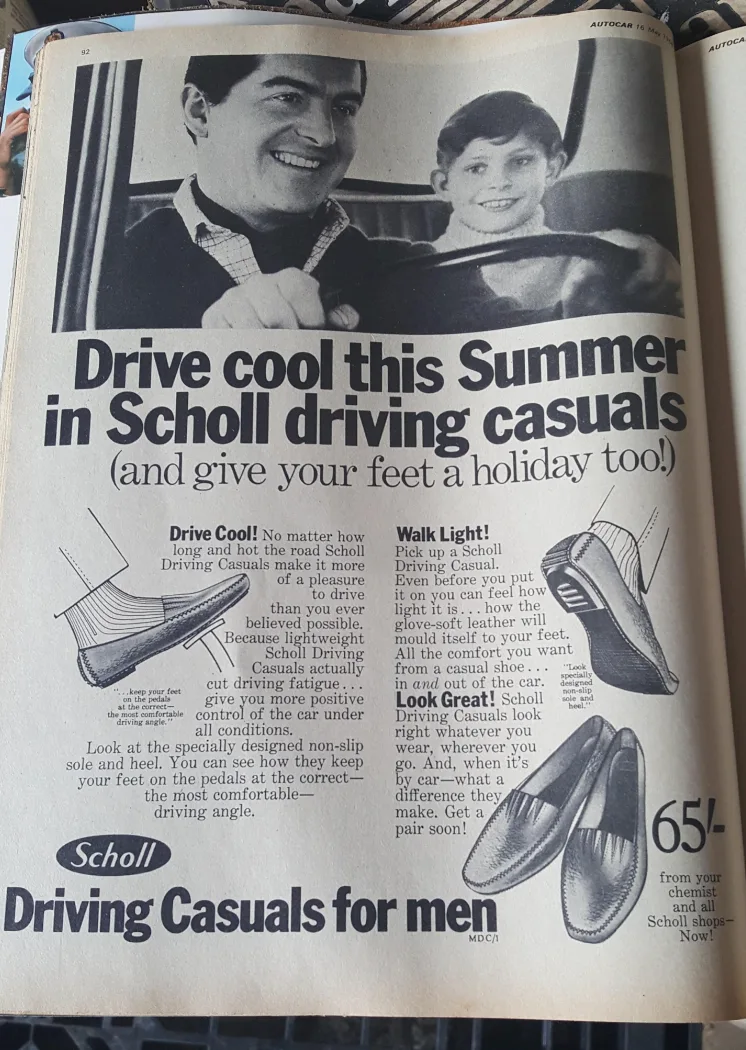 92
AUTOCAR 16 May
AUTOCA
Drive cool this Summer
in Scholl driving casuals
(and give your feet a holiday too!)
Drive Cool! No matter how
long and hot the road Scholl
Driving Casuals make it more
of a pleasure
to drive
than you ever
believed possible.
Because lightweight
Scholl Driving
Casuals actually
cut driving fatigue...
give you more positive
control of the car under
all conditions.
Look at the specially designed non-slip
sole and heel. You can see how they keep
your feet on the pedals at the correct—
the most comfortable—
driving angle.
"...keep your feet
on the pedals
at the correct—
the most comfortable
driving angle."
Walk Light!
Pick up a Scholl
Driving Casual.
Even before you put
it on you can feel how
light it is... how the
glove-soft leather will
mould itself to your feet.
All the comfort you want
from a casual shoe...
in and out of the car.
"Look
specially
designed
non-slip
sole and
heel."
Look Great! Scholl
Driving Casuals look
right whatever you
wear, wherever you
go. And, when it's
by car—what a
difference they
make. Get a
pair soon!
65/-
from your
chemist
and all
Scholl shops—
Now!
Scholl
Driving Casuals for men
MDC/1